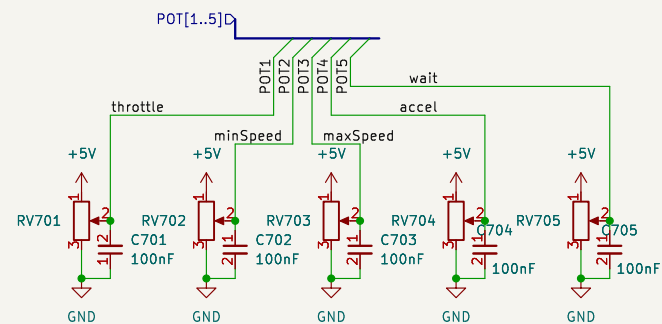 POT[1..5]
POT1
POT2
POT3
POT4
POT5
wait
throttle
accel
minSpeed
maxSpeed
+5V
+5V
+5V
+5V
+5V
1
1
1
1
1
RV701
2
RV702
2
RV703
2
RV704
2
RV705
2
3
3
3
3
3
1
2
C701
100nF
1
2
C702
100nF
1
2
C703
100nF
1
2
C704
100nF
1
2
C705
100nF
GND
GND
GND
GND
GND